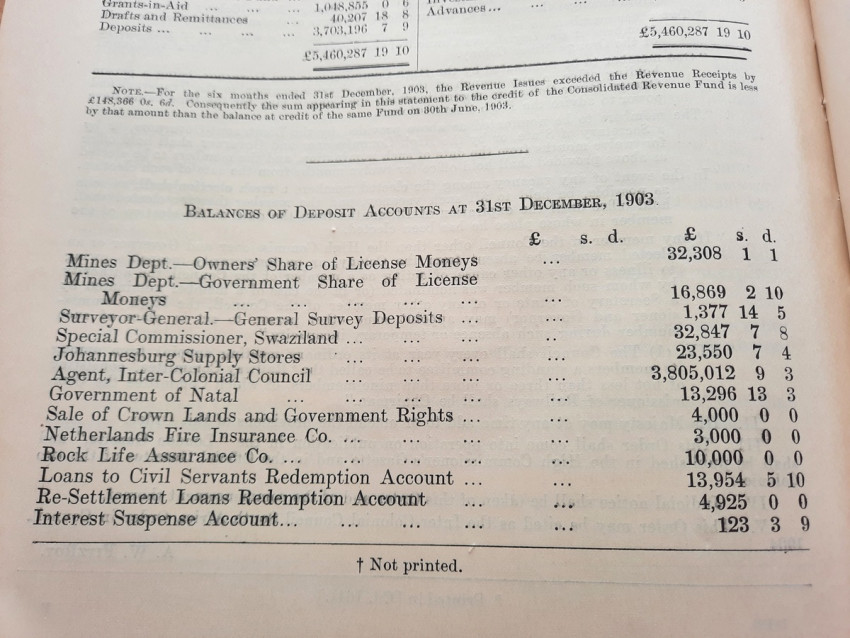 Grants-in-Aid ... ... ... 1,048,855 0 6
Drafts and Remittances ... 40,207 18 8
Deposits ... ... ... ... 3,703,196 7 9
£5,460,287 19 10
Advances ...
£5,460,287 19 10
NOTE.—For the six months ended 31st December, 1903, the Revenue Issues exceeded the Revenue Receipts by
£148,366 0s. 6d. Consequently the sum appearing in this statement to the credit of the Consolidated Revenue Fund is less
by that amount than the balance at credit of the same Fund on 30th June, 1903.
BALANCES OF DEPOSIT ACCOUNTS AT 31ST DECEMBER, 1903.
£ s. d. £ s. d.
Mines Dept.—Owners' Share of License Moneys ... 32,308 1 1
Mines Dept.—Government Share of License
Moneys ... ... ... ... ... 16,869 2 10
Surveyor-General.—General Survey Deposits ... ... 1,377 14 5
Special Commissioner, Swaziland ... ... ... .. 32,847 7 8
Johannesburg Supply Stores ... ... ... ... 23,550 7 4
Agent, Inter-Colonial Council ... ... ... ... 3,805,012 9 3
Government of Natal ... ... ... ... ... 13,296 13 3
Sale of Crown Lands and Government Rights ... ... 4,000 0 0
Netherlands Fire Insurance Co. ... ... ... ... 3,000 0 0
Rock Life Assurance Co. ... ... ... ... ... 10,000 0 0
Loans to Civil Servants Redemption Account ... ... 13,954 5 10
Re-Settlement Loans Redemption Account ... ... 4,925 0 0
Interest Suspense Account... ... ... ... ... 123 3 9
† Not printed.